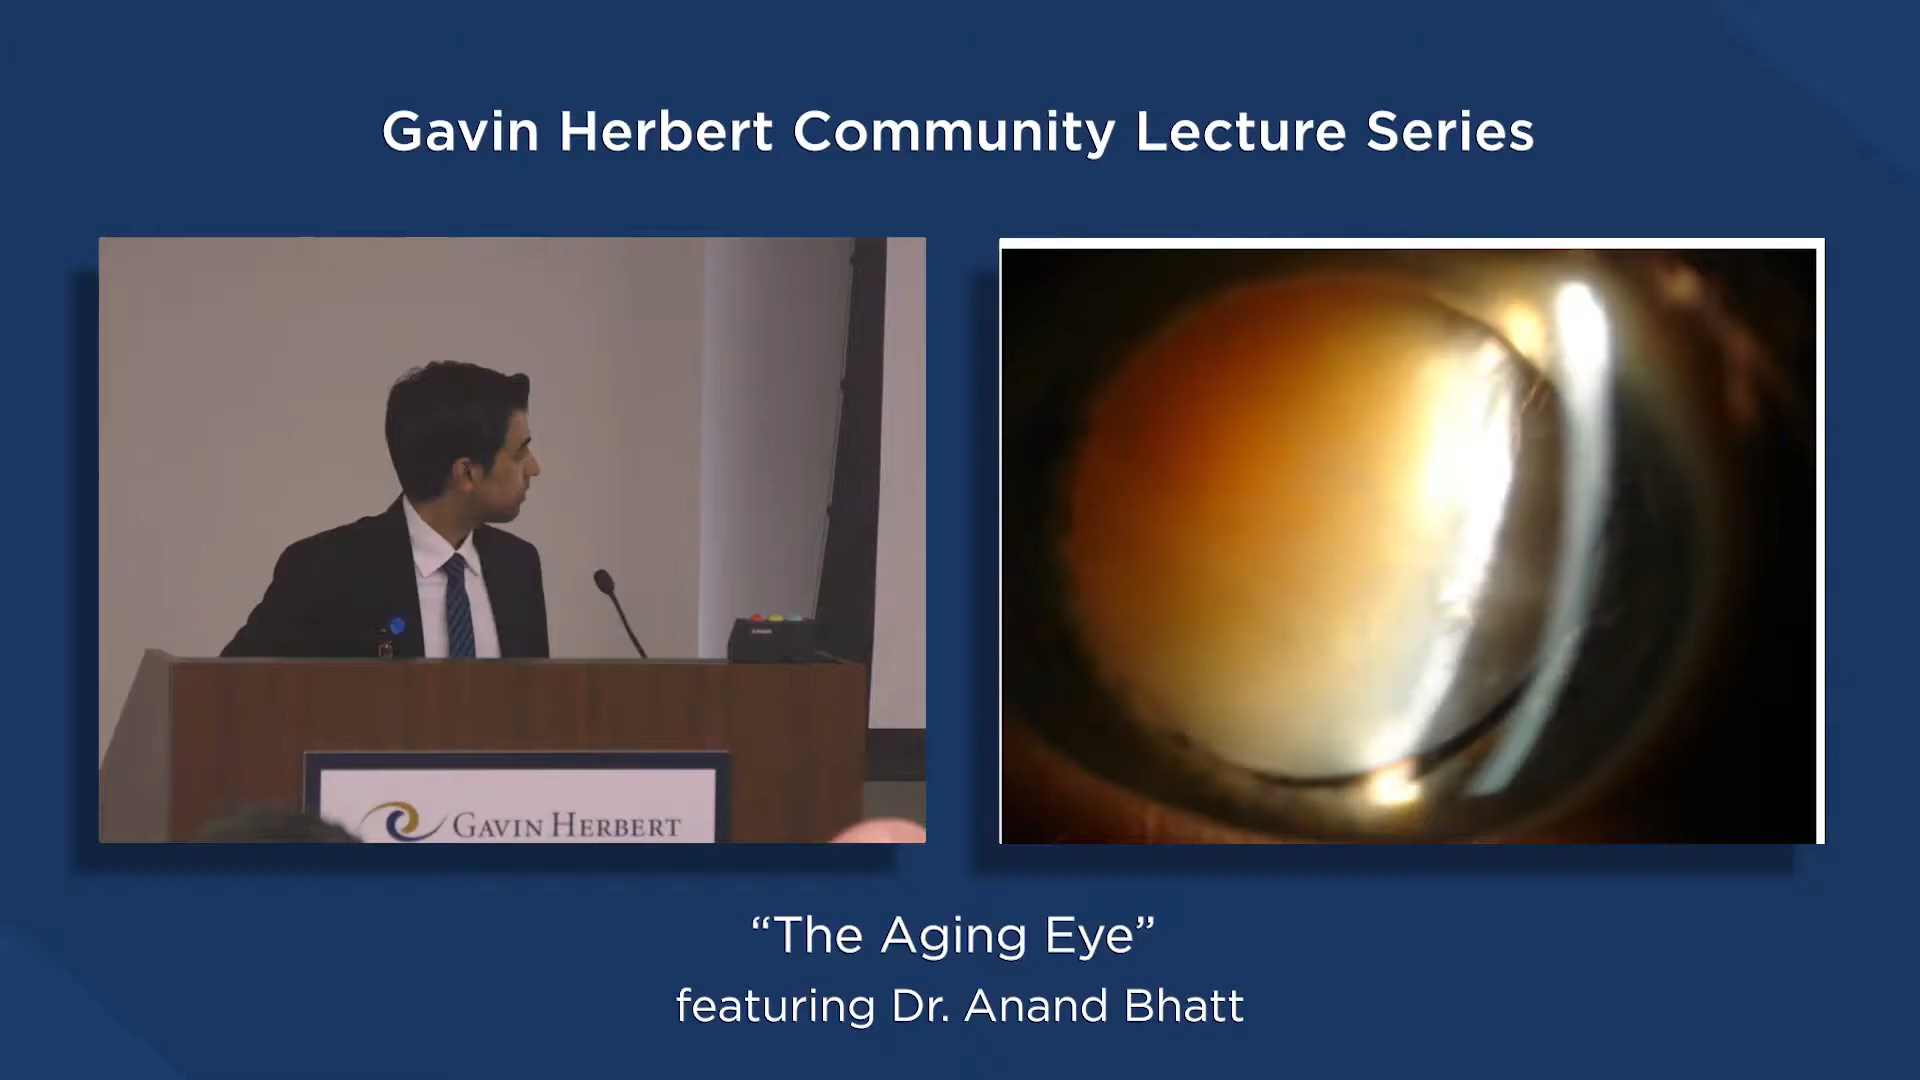 Gavin Herbert Community Lecture Series
GAVIN HERBERT
“The Aging Eye”
featuring Dr. Anand Bhatt